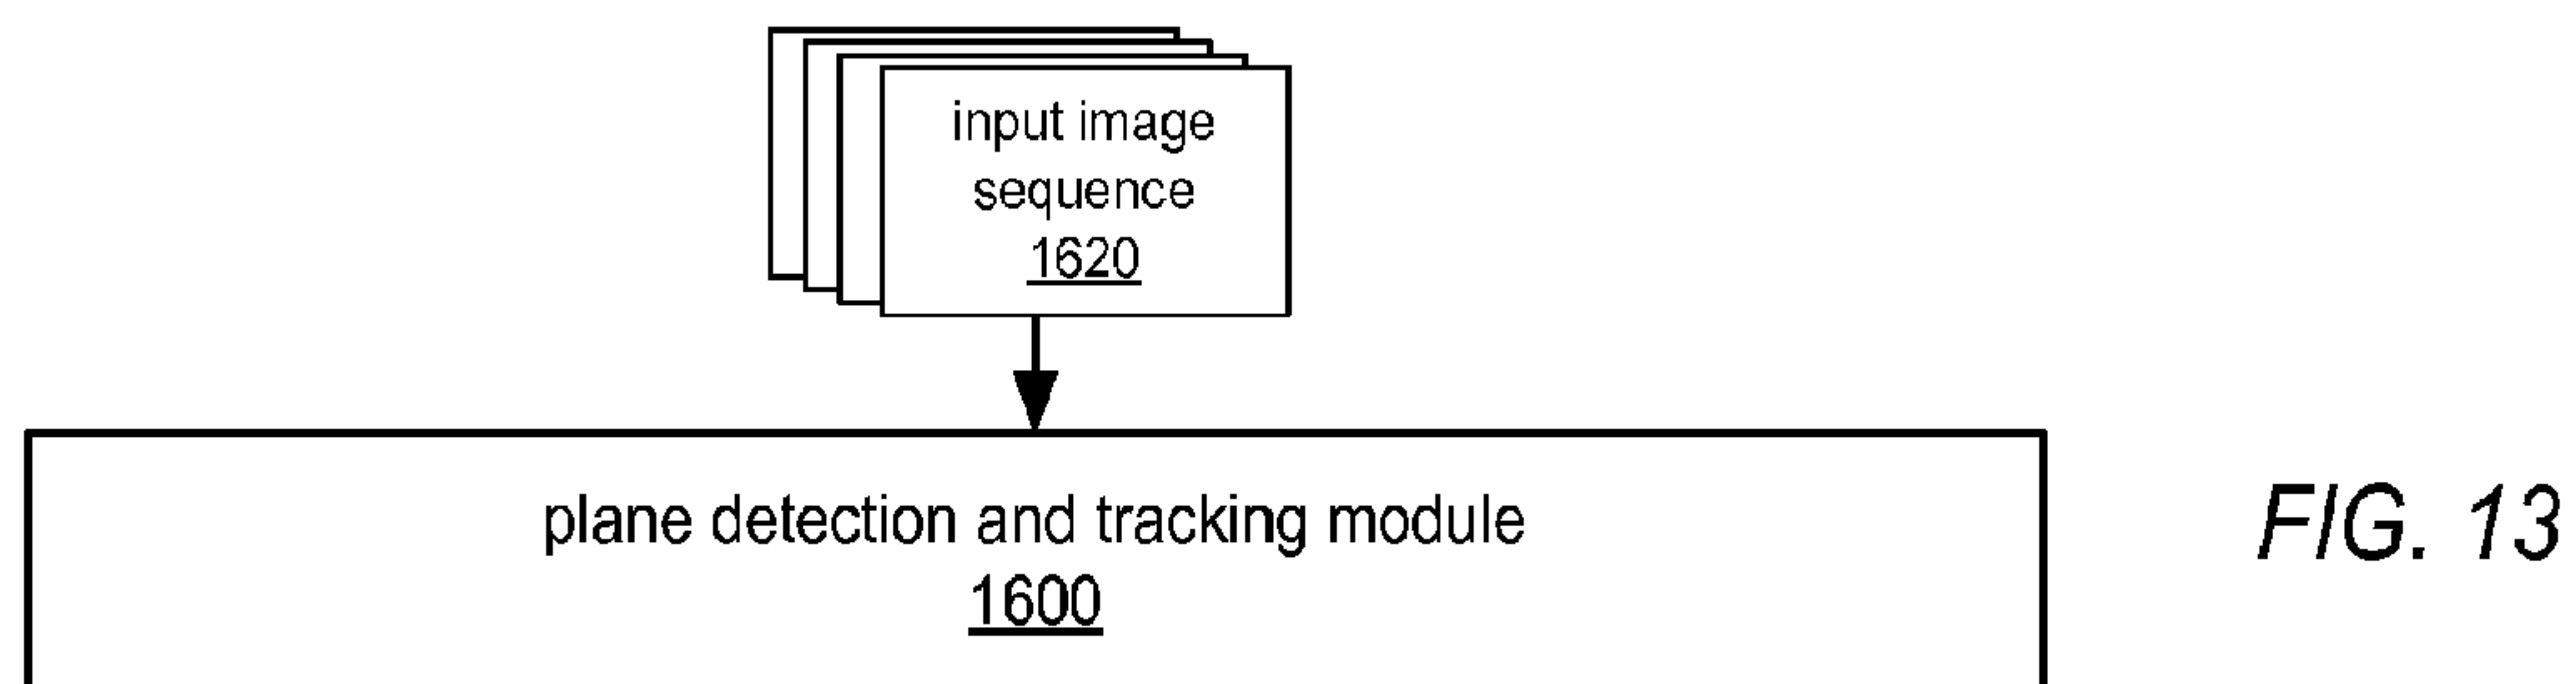 input image
sequence
1620
plane detection and tracking module
1600
FIG. 13